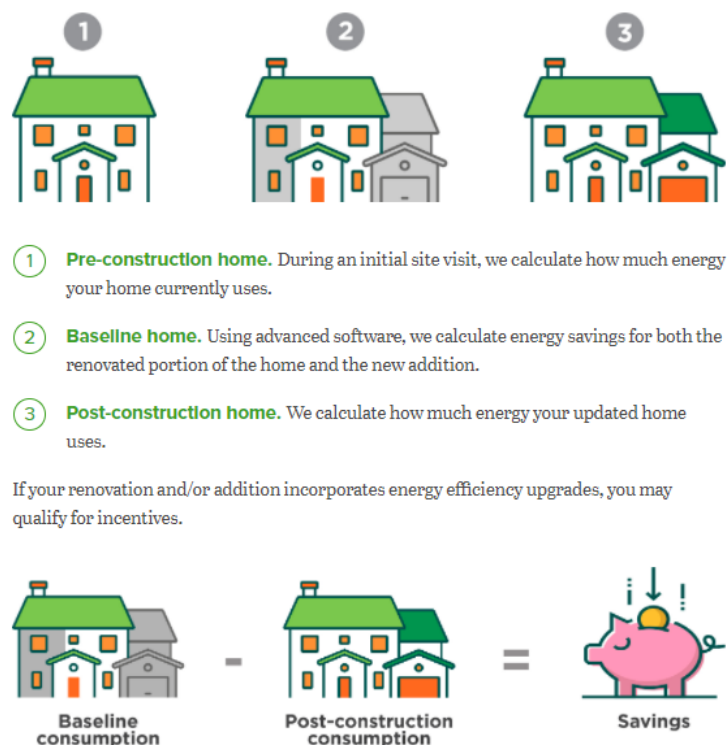 1 2 3
1 Pre-construction home. During an initial site visit, we calculate how much energy
your home currently uses.
2 Baseline home. Using advanced software, we calculate energy savings for both the
renovated portion of the home and the new addition.
3 Post-construction home. We calculate how much energy your updated home
uses.
If your renovation and/or addition incorporates energy efficiency upgrades, you may
qualify for incentives.
- =
Baseline Post-construction Savings
consumption consumption